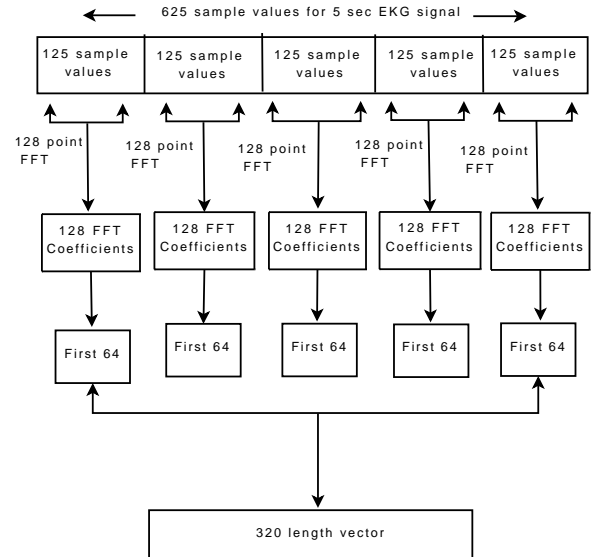 625 sample values for 5 sec EKG signal
125 sample values
125 sample values
125 sample values
125 sample values
125 sample values
128 point FFT
128 point FFT
128 point FFT
128 point FFT
128 point FFT
128 FFT Coefficients
128 FFT Coefficients
128 FFT Coefficients
128 FFT Coefficients
128 FFT Coefficients
First 64
First 64
First 64
First 64
First 64
320 length vector